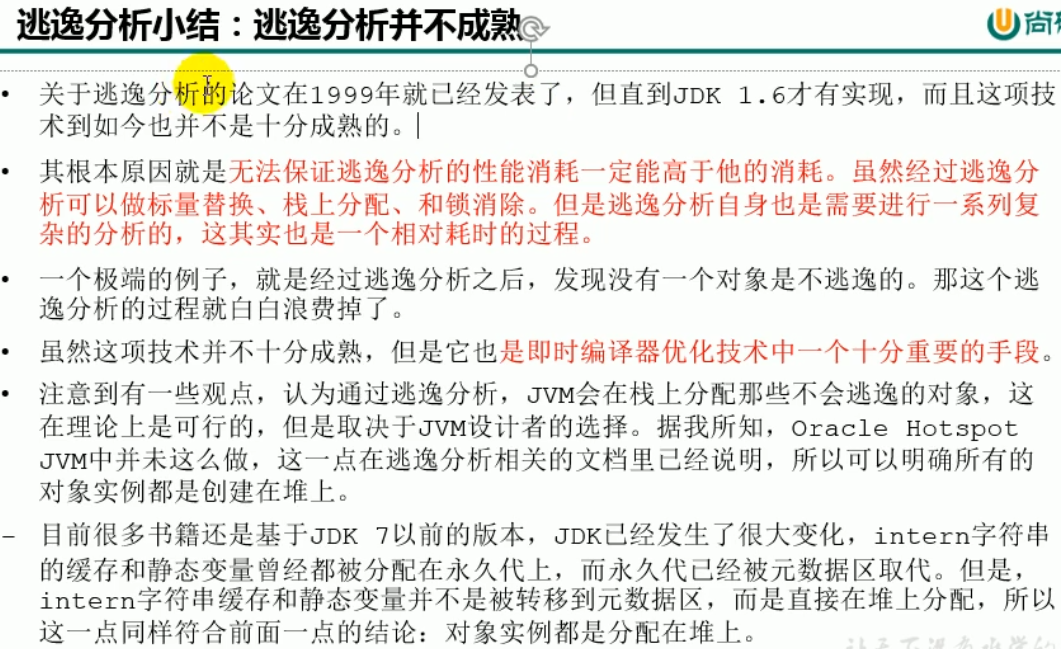 逃逸分析小结：逃逸分析并不成熟
尚硅
• 关于逃逸分析的论文在1999年就已经发表了，但直到JDK 1.6才有实现，而且这项技
术到如今也并不是十分成熟的。
• 其根本原因就是无法保证逃逸分析的性能消耗一定能高于他的消耗。虽然经过逃逸分
析可以做标量替换、栈上分配、和锁消除。但是逃逸分析自身也是需要进行一系列复
杂的分析的，这其实也是一个相对耗时的过程。
• 一个极端的例子，就是经过逃逸分析之后，发现没有一个对象是不逃逸的。那这个逃
逸分析的过程就白白浪费掉了。
• 虽然这项技术并不十分成熟，但是它也是即时编译器优化技术中一个十分重要的手段。
• 注意到有一些观点，认为通过逃逸分析，JVM会在栈上分配那些不会逃逸的对象，这
在理论上是可行的，但是取决于JVM设计者的选择。据我所知，Oracle Hotspot
JVM中并未这么做，这一点在逃逸分析相关的文档里已经说明，所以可以明确所有的
对象实例都是创建在堆上。
– 目前很多书籍还是基于JDK 7以前的版本，JDK已经发生了很大变化，intern字符串
的缓存和静态变量曾经都被分配在永久代上，而永久代已经被元数据区取代。但是，
intern字符串缓存和静态变量并不是被转移到元数据区，而是直接在堆上分配，所以
这一点同样符合前面一点的结论：对象实例都是分配在堆上。